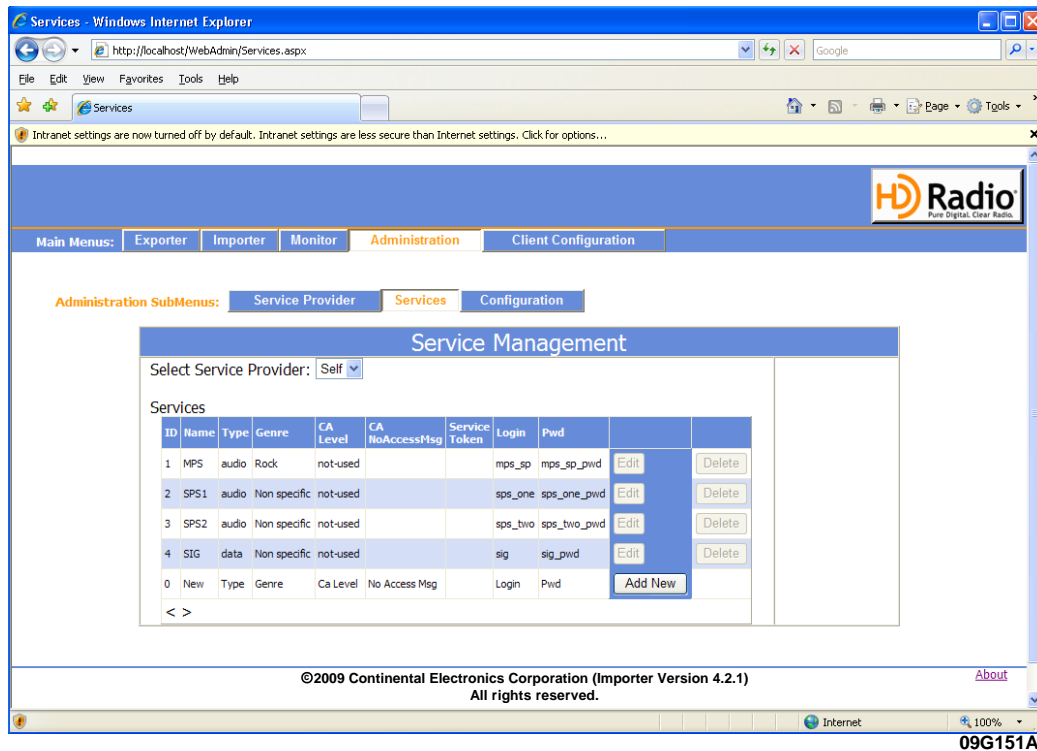 Services - Windows Internet Explorer
http://localhost/WebAdmin/Services.aspx
Google
File Edit View Favorites Tools Help
Services
Page Tools
Intranet settings are now turned off by default. Intranet settings are less secure than Internet settings. Click for options...
HD Radio
Pure Digital. Clear Radio.
Main Menus: Exporter Importer Monitor Administration Client Configuration
Administration SubMenus: Service Provider Services Configuration
Service Management
Select Service Provider: Self
Services
ID Name Type Genre CA Level CA NoAccessMsg Service Token Login Pwd
1 MPS audio Rock not-used mps_sp mps_sp_pwd Edit Delete
2 SPS1 audio Non specific not-used sps_one sps_one_pwd Edit Delete
3 SPS2 audio Non specific not-used sps_two sps_two_pwd Edit Delete
4 SIG data Non specific not-used sig sig_pwd Edit Delete
0 New Type Genre Ca Level No Access Msg Login Pwd Add New
< >
©2009 Continental Electronics Corporation (Importer Version 4.2.1)
All rights reserved.
About
Internet 100%
09G151A